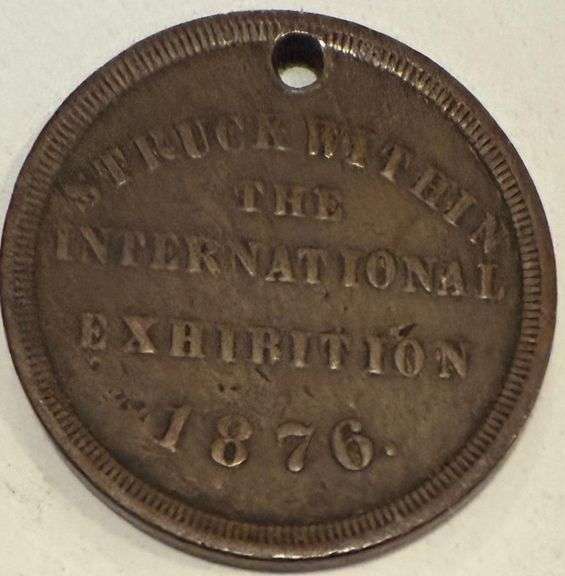 STRUCK WITHIN
THE
INTERNATIONAL
EXHIBITION
1876.